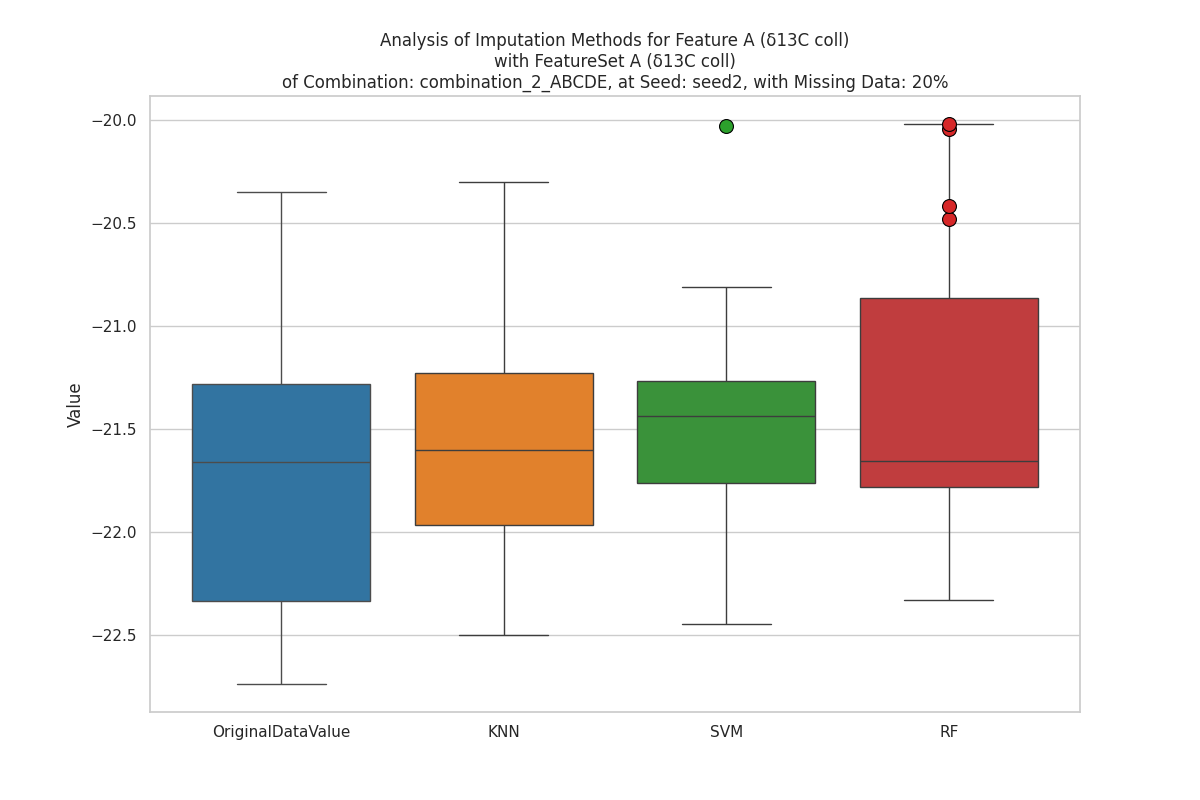 Analysis of Imputation Methods for Feature A (δ13C coll)
with FeatureSet A (δ13C coll)
of Combination: combination_2_ABCDE, at Seed: seed2, with Missing Data: 20%
−20.0
−20.5
−21.0
−21.5
−22.0
−22.5
Value
OriginalDataValue
KNN
SVM
RF